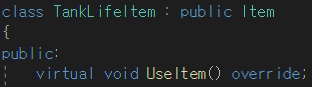 class TankLifeItem : public Item
{
public:
    virtual void UseItem() override;